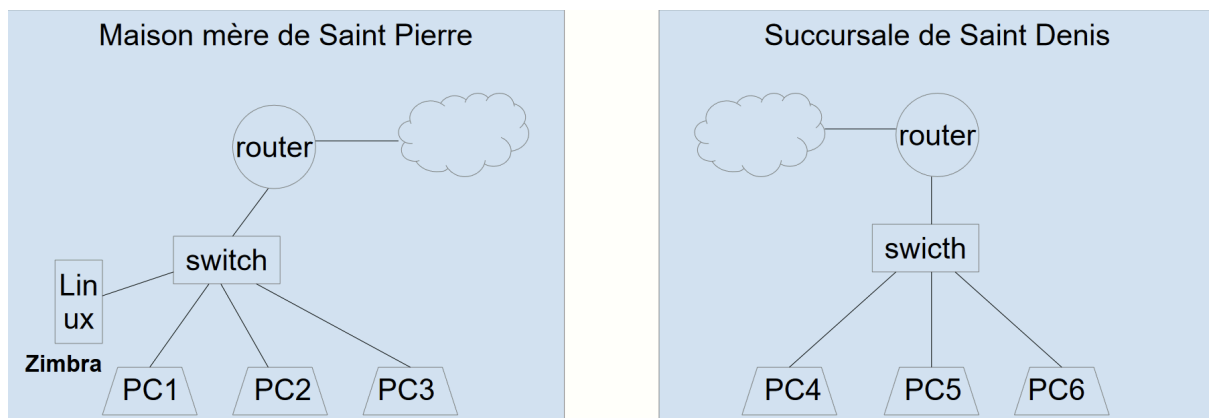 Maison mère de Saint Pierre
router
switch
Lin
ux
Zimbra
PC1
PC2
PC3
Succursale de Saint Denis
router
swicth
PC4
PC5
PC6